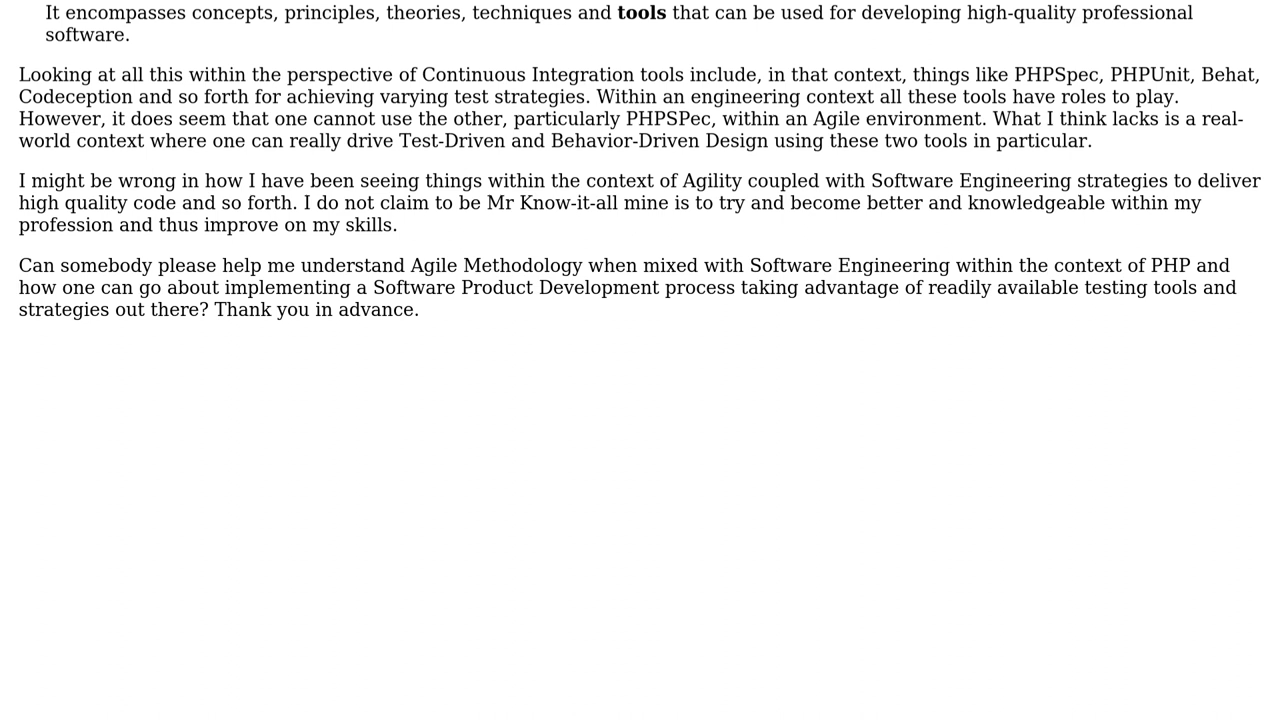 It encompasses concepts, principles, theories, techniques and tools that can be used for developing high-quality professional
software.
Looking at all this within the perspective of Continuous Integration tools include, in that context, things like PHPSpec, PHPUnit, Behat,
Codeception and so forth for achieving varying test strategies. Within an engineering context all these tools have roles to play.
However, it does seem that one cannot use the other, particularly PHPSPec, within an Agile environment. What I think lacks is a real-
world context where one can really drive Test-Driven and Behavior-Driven Design using these two tools in particular.
I might be wrong in how I have been seeing things within the context of Agility coupled with Software Engineering strategies to deliver
high quality code and so forth. I do not claim to be Mr Know-it-all mine is to try and become better and knowledgeable within my
profession and thus improve on my skills.
Can somebody please help me understand Agile Methodology when mixed with Software Engineering within the context of PHP and
how one can go about implementing a Software Product Development process taking advantage of readily available testing tools and
strategies out there? Thank you in advance.